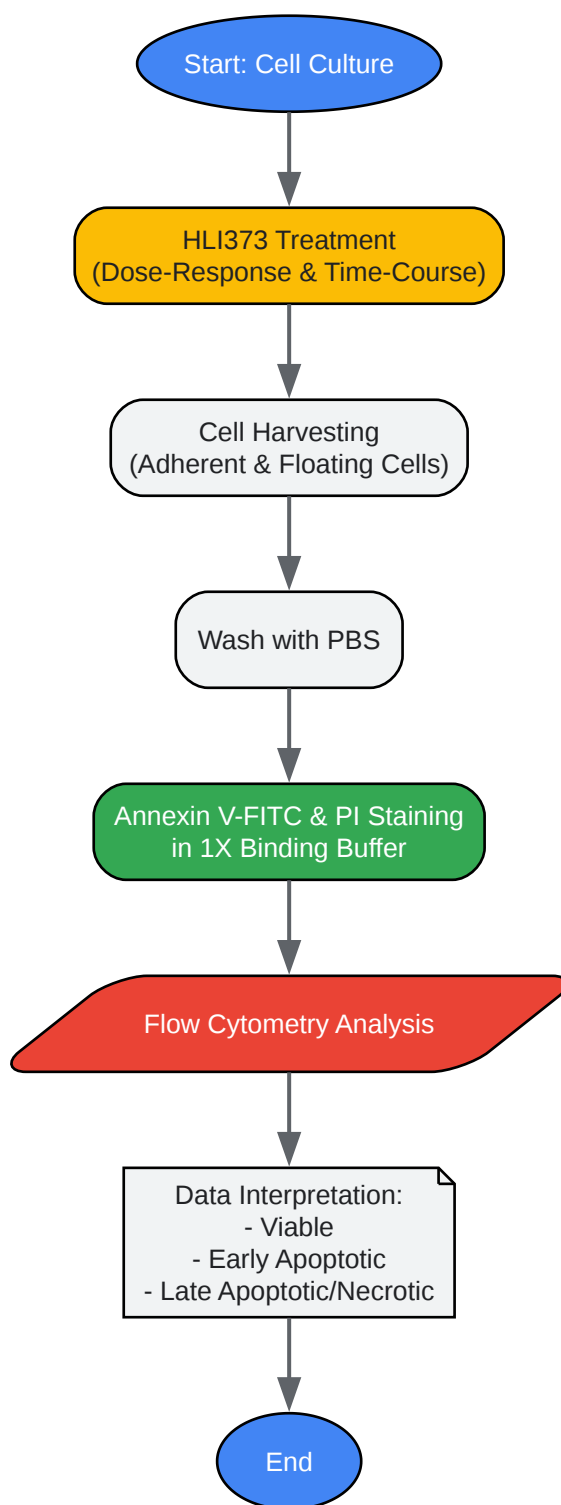 Start: Cell Culture
HLI373 Treatment
(Dose-Response & Time-Course)
Cell Harvesting
(Adherent & Floating Cells)
Wash with PBS
Annexin V-FITC & PI Staining
in 1X Binding Buffer
Flow Cytometry Analysis
Data Interpretation:
- Viable
- Early Apoptotic
- Late Apoptotic/Necrotic
End